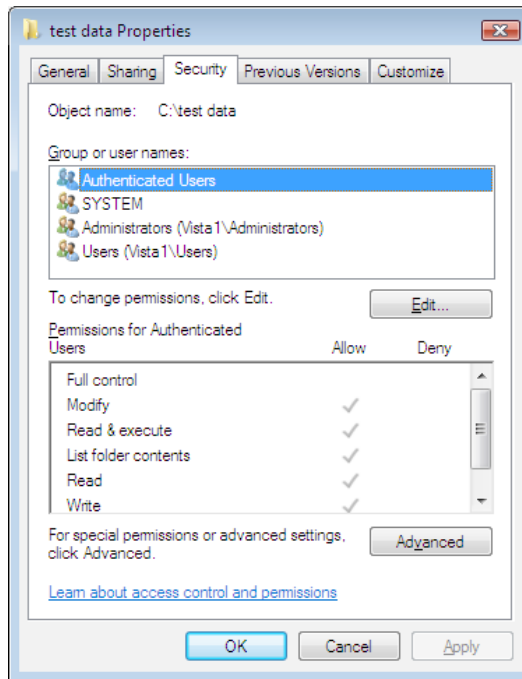 test data Properties
General Sharing Security Previous Versions Customize
Object name: C:\test data
Group or user names:
Authenticated Users
SYSTEM
Administrators (Vista1\Administrators)
Users (Vista1\Users)
To change permissions, click Edit.
Edit...
Permissions for Authenticated
Users Allow Deny
Full control
Modify
Read & execute
List folder contents
Read
Write
For special permissions or advanced settings,
click Advanced.
Advanced
Learn about access control and permissions
OK Cancel Apply